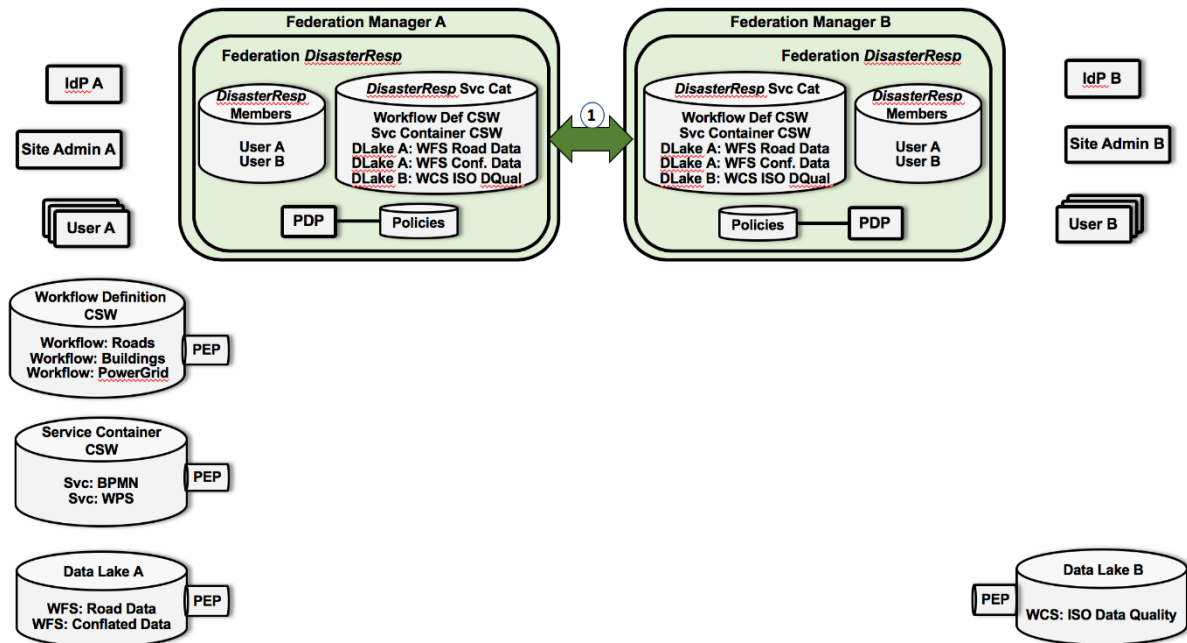 Federation Manager A
Federation DisasterResp
DisasterResp
Members
User A
User B
DisasterResp Svc Cat
Workflow Def CSW
Svc Container CSW
DLake A: WFS Road Data
DLake A: WFS Conf. Data
DLake B: WCS ISO DQual
PDP
Policies
1
Federation Manager B
Federation DisasterResp
DisasterResp Svc Cat
Workflow Def CSW
Svc Container CSW
DLake A: WFS Road Data
DLake A: WFS Conf. Data
DLake B: WCS ISO DQual
DisasterResp
Members
User A
User B
Policies
PDP
IdP A
Site Admin A
User A
IdP B
Site Admin B
User B
Workflow Definition
CSW
Workflow: Roads
Workflow: Buildings
Workflow: PowerGrid
PEP
Service Container
CSW
Svc: BPMN
Svc: WPS
PEP
Data Lake A
WFS: Road Data
WFS: Conflated Data
PEP
PEP
Data Lake B
WCS: ISO Data Quality